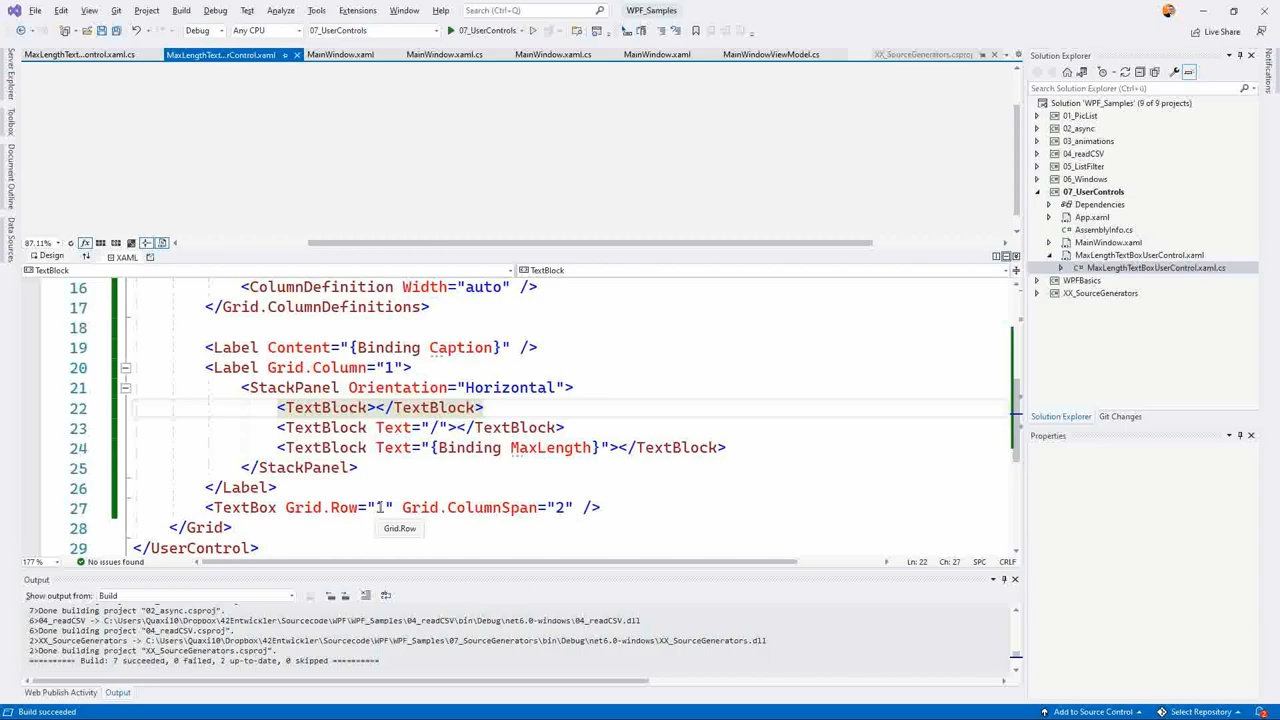 File Edit View Git Project Build Debug Test Analyze Tools Extensions Window Help Search (Ctrl+Q) WPF_Samples
Debug Any CPU 07_UserControls 07_UserControls Live Share
MaxLengthText...ontrol.xaml.cs MaxLengthText...rControl.xaml MainWindow.xaml MainWindow.xaml.cs MainWindow.xaml.cs MainWindow.xaml MainWindowViewModel.cs XX_SourceGenerators.csproj
Server Explorer
Toolbox
Document Outline
Data Sources
87.11%
Design XAML
TextBlock TextBlock
16 <ColumnDefinition Width="auto" />
17 </Grid.ColumnDefinitions>
18
19 <Label Content="{Binding Caption}" />
20 <Label Grid.Column="1">
21 <StackPanel Orientation="Horizontal">
22 <TextBlock></TextBlock>
23 <TextBlock Text="/"></TextBlock>
24 <TextBlock Text="{Binding MaxLength}"></TextBlock>
25 </StackPanel>
26 </Label>
27 <TextBox Grid.Row="1" Grid.ColumnSpan="2" />
Grid.Row
28 </Grid>
29 </UserControl>
177 % No issues found Ln: 22 Ch: 27 SPC CRLF
Output
Show output from: Build
7>Done building project "02_async.csproj".
6>04_readCSV -> C:\Users\Quaxi10\Dropbox\42Entwickler\Sourcecode\WPF\WPF_Samples\04_readCSV\bin\Debug\net6.0-windows\04_readCSV.dll
6>Done building project "04_readCSV.csproj".
2>XX_SourceGenerators -> C:\Users\Quaxi10\Dropbox\42Entwickler\Sourcecode\WPF\WPF_Samples\07_SourceGenerators\bin\Debug\net6.0-windows\XX_SourceGenerators.dll
2>Done building project "XX_SourceGenerators.csproj".
========== Build: 7 succeeded, 0 failed, 2 up-to-date, 0 skipped ==========
Web Publish Activity Output
Build succeeded Add to Source Control Select Repository
Solution Explorer
Search Solution Explorer (Ctrl+ü)
Solution 'WPF_Samples' (9 of 9 projects)
01_PicList
02_async
03_animations
04_readCSV
05_ListFilter
06_Windows
07_UserControls
Dependencies
App.xaml
AssemblyInfo.cs
MainWindow.xaml
MaxLengthTextBoxUserControl.xaml
MaxLengthTextBoxUserControl.xaml.cs
WPFBasics
XX_SourceGenerators
Solution Explorer Git Changes
Properties
Notifications